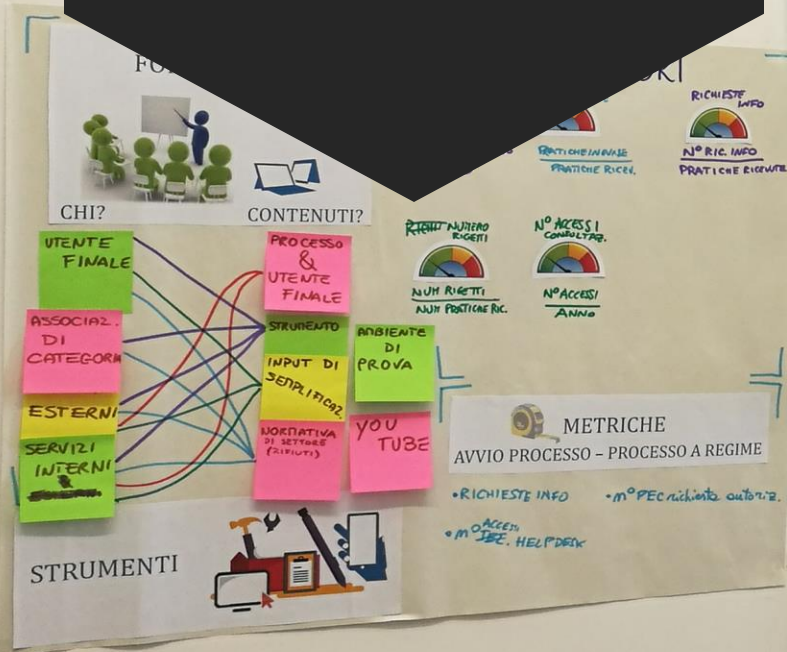 CHI?
CONTENUTI?
UTENTE
FINALE
ASSOCIAZ.
DI
CATEGORIA
ESTERNI
SERVIZI
INTERNI
&
PROCESSO
&
UTENTE
FINALE
STRUMENTO
INPUT DI
SEMPLIFICAZ.
NORMATIVA
DI SETTORE
(RIFIUTI)
AMBIENTE
DI
PROVA
YOU
TUBE
STRUMENTI
PRATICHE RICEV.
RICHIESTE
INFO
N° RIC. INFO
PRATICHE RICEVUTE
NUMERO
RIGETTI
NUM RIGETTI
NUM PRATICHE RIC.
N° ACCESSI
CONSULTAZ.
N° ACCESSI
ANNO
METRICHE
AVVIO PROCESSO – PROCESSO A REGIME
•RICHIESTE INFO
•n° PEC richiesta autoriz.
•n° ACCESSI
HELPDESK